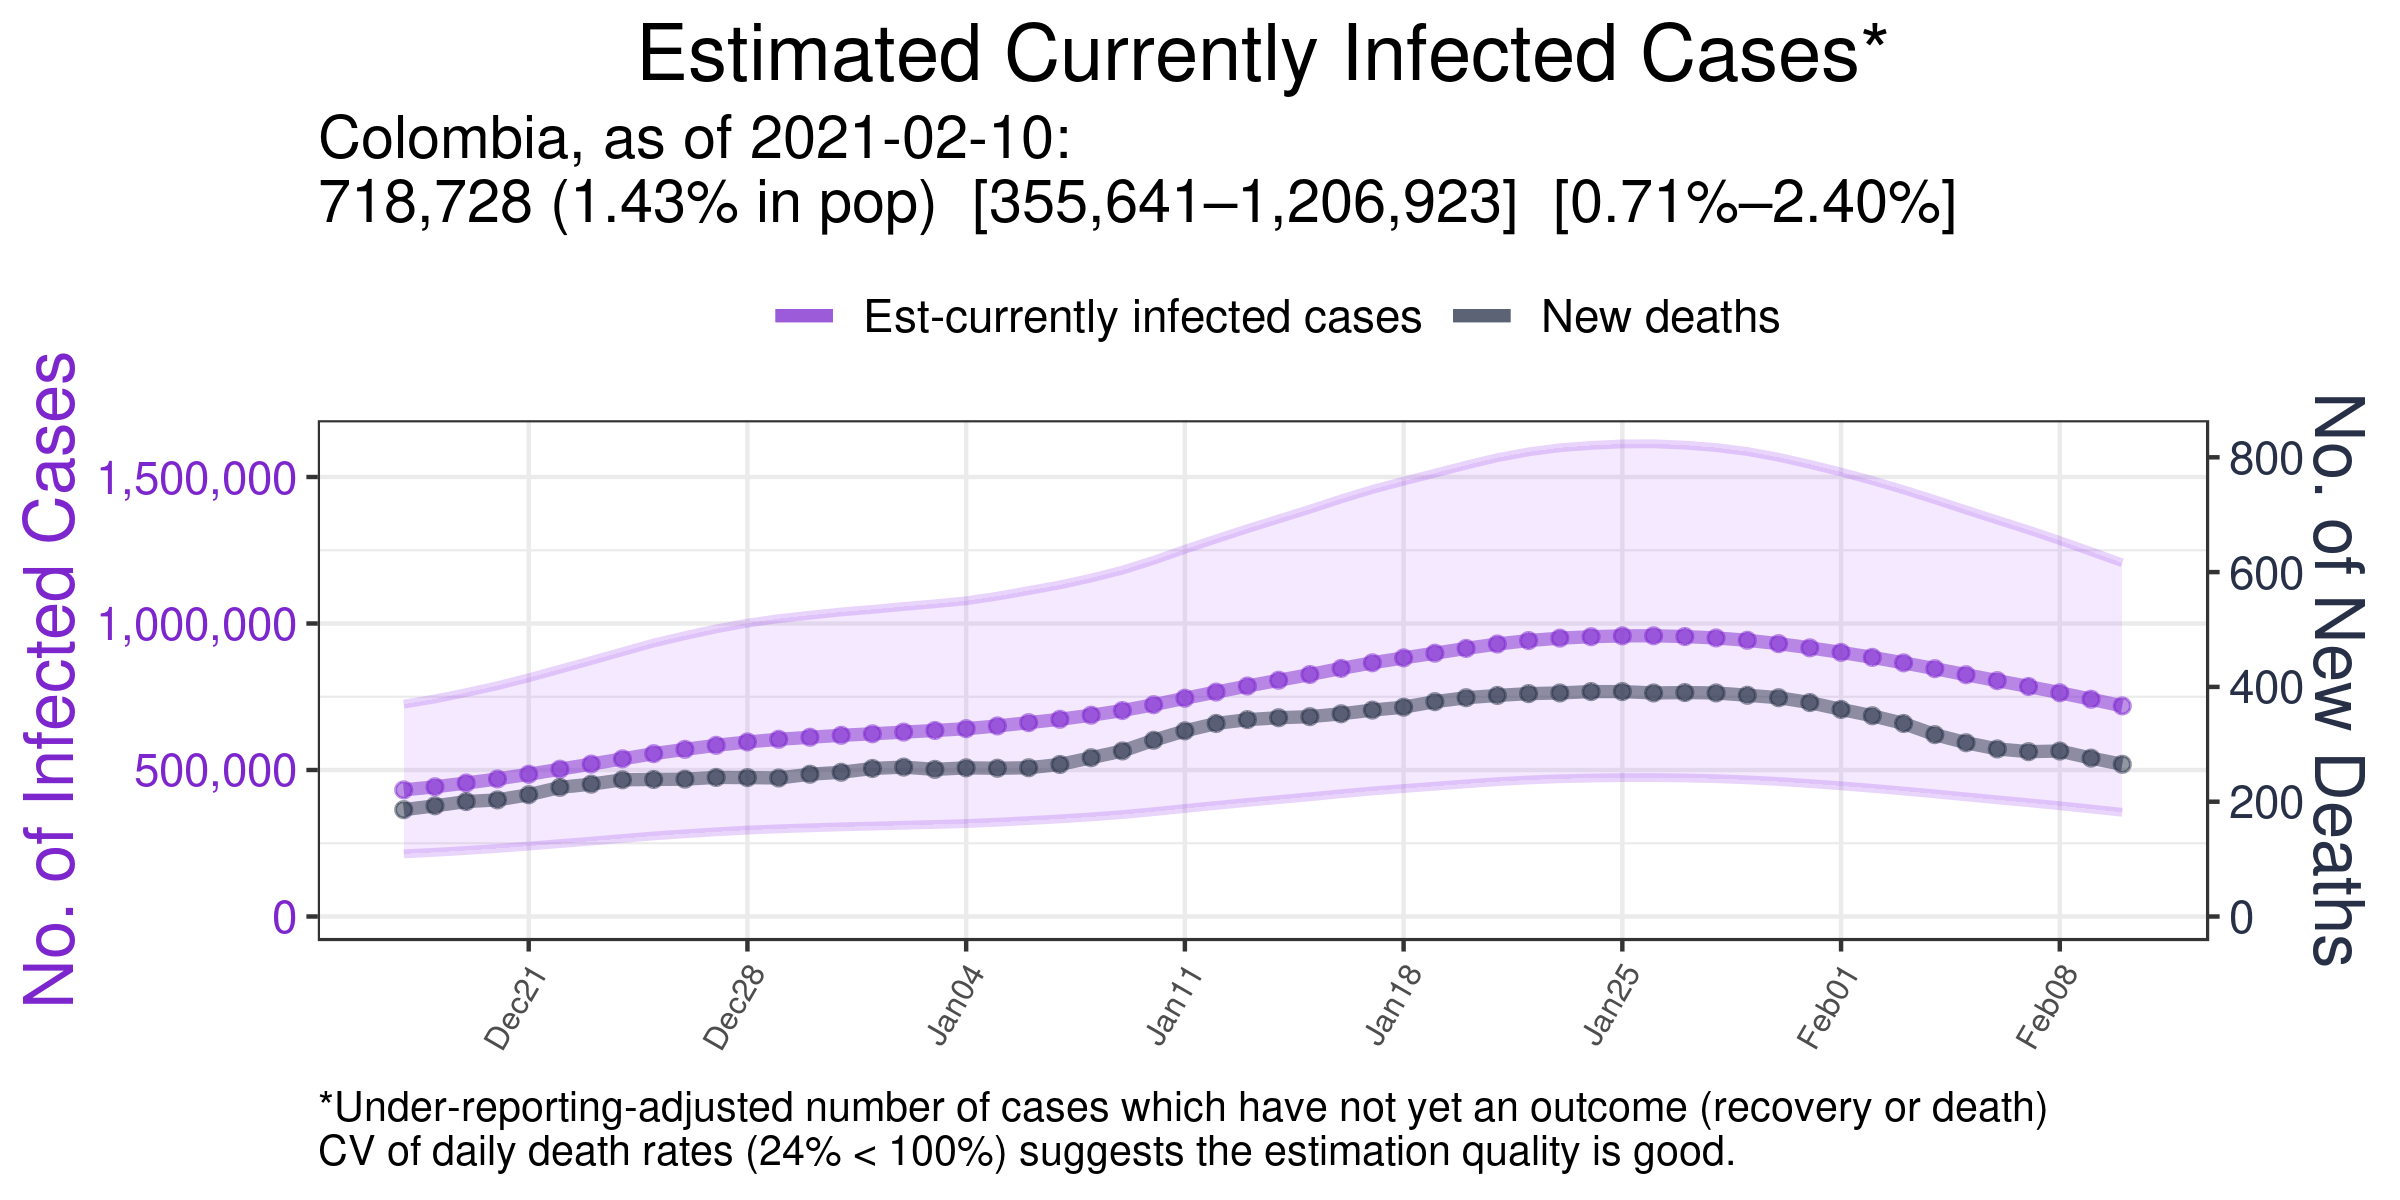 Estimated Currently Infected Cases*
Colombia, as of 2021-02-10:
718,728 (1.43% in pop)  [355,641–1,206,923]  [0.71%–2.40%]
Est-currently infected cases
New deaths
No. of Infected Cases
1,500,000
1,000,000
500,000
0
800
600
400
200
0
No. of New Deaths
Dec21
Dec28
Jan04
Jan11
Jan18
Jan25
Feb01
Feb08
*Under-reporting-adjusted number of cases which have not yet an outcome (recovery or death)
CV of daily death rates (24% < 100%) suggests the estimation quality is good.